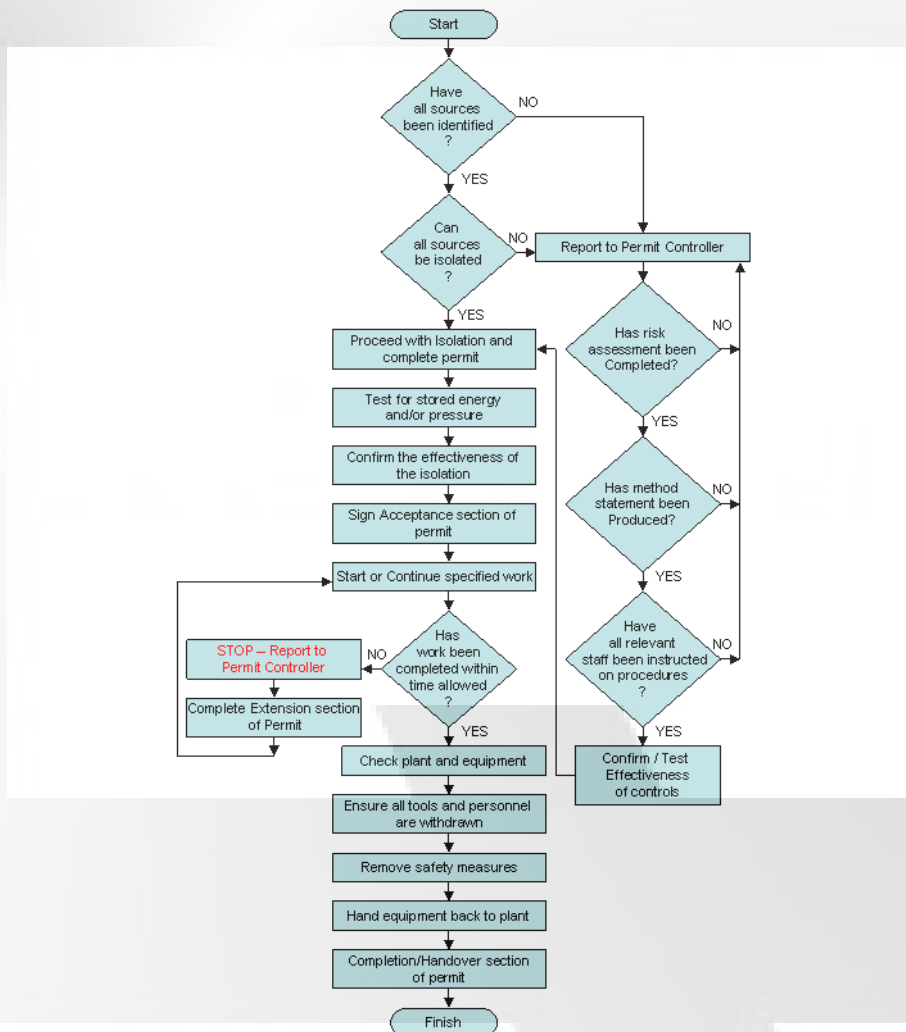 Start
Have
all sources
been identified
?
NO
YES
Can
all sources
be isolated
?
NO
Report to Permit Controller
YES
Proceed with Isolation and
complete permit
Has risk
assessment been
Completed?
NO
YES
Test for stored energy
and/or pressure
Confirm the effectiveness of
the isolation
Has method
statement been
Produced?
NO
YES
Sign Acceptance section of
permit
Start or Continue specified work
Have
all relevant
staff been instructed
on procedures
?
NO
YES
Has
work been
completed within
time allowed
?
NO
STOP – Report to
Permit Controller
Complete Extension section
of Permit
YES
Check plant and equipment
Confirm / Test
Effectiveness
of controls
Ensure all tools and personnel
are withdrawn
Remove safety measures
Hand equipment back to plant
Completion/Handover section
of permit
Finish